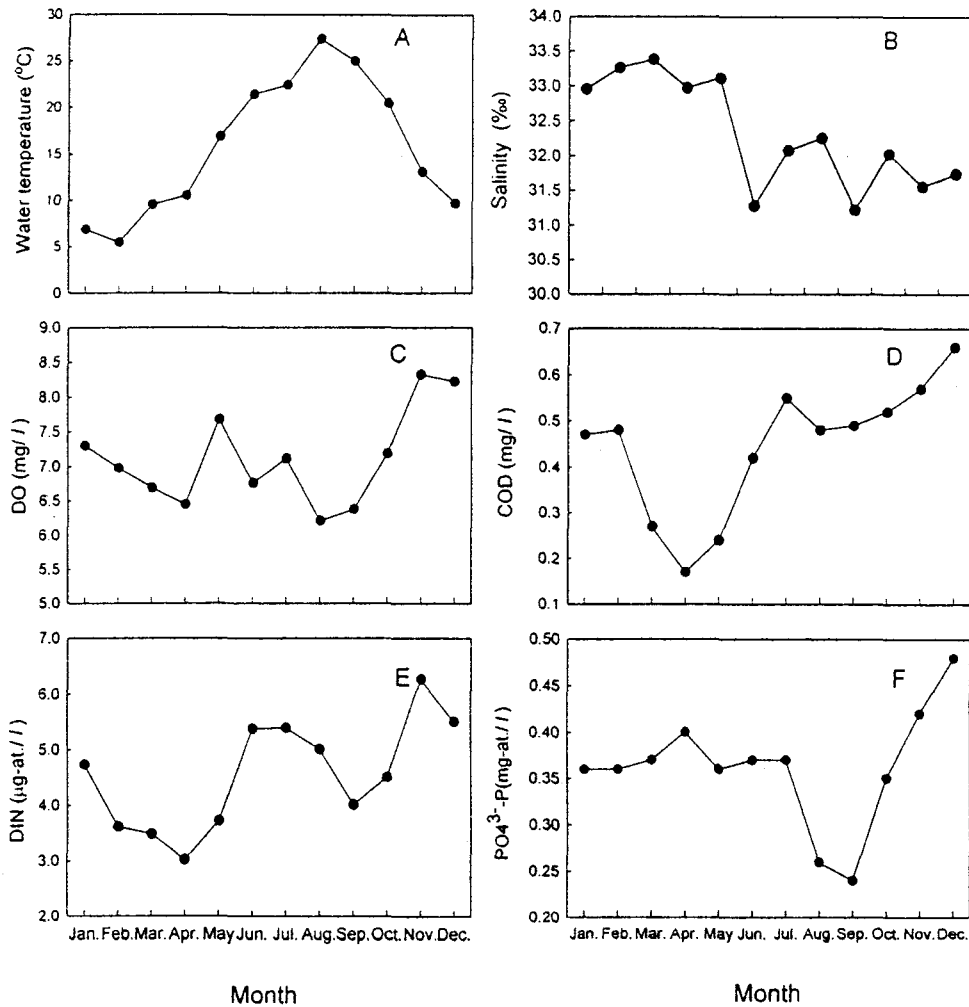 A
Water temperature (°C)
30
25
20
15
10
5
0
B
Salinity (‰)
34.0
33.5
33.0
32.5
32.0
31.5
31.0
30.5
30.0
C
DO (mg/ l)
9.0
8.5
8.0
7.5
7.0
6.5
6.0
5.5
5.0
D
COD (mg/ l)
0.7
0.6
0.5
0.4
0.3
0.2
0.1
E
DIN (µg-at./ l)
7.0
6.0
5.0
4.0
3.0
2.0
Jan. Feb. Mar. Apr. May Jun. Jul. Aug. Sep. Oct. Nov. Dec.
Month
F
PO4³⁻-P(mg-at./ l)
0.50
0.45
0.40
0.35
0.30
0.25
0.20
Jan. Feb. Mar. Apr. May Jun. Jul. Aug. Sep. Oct. Nov. Dec.
Month